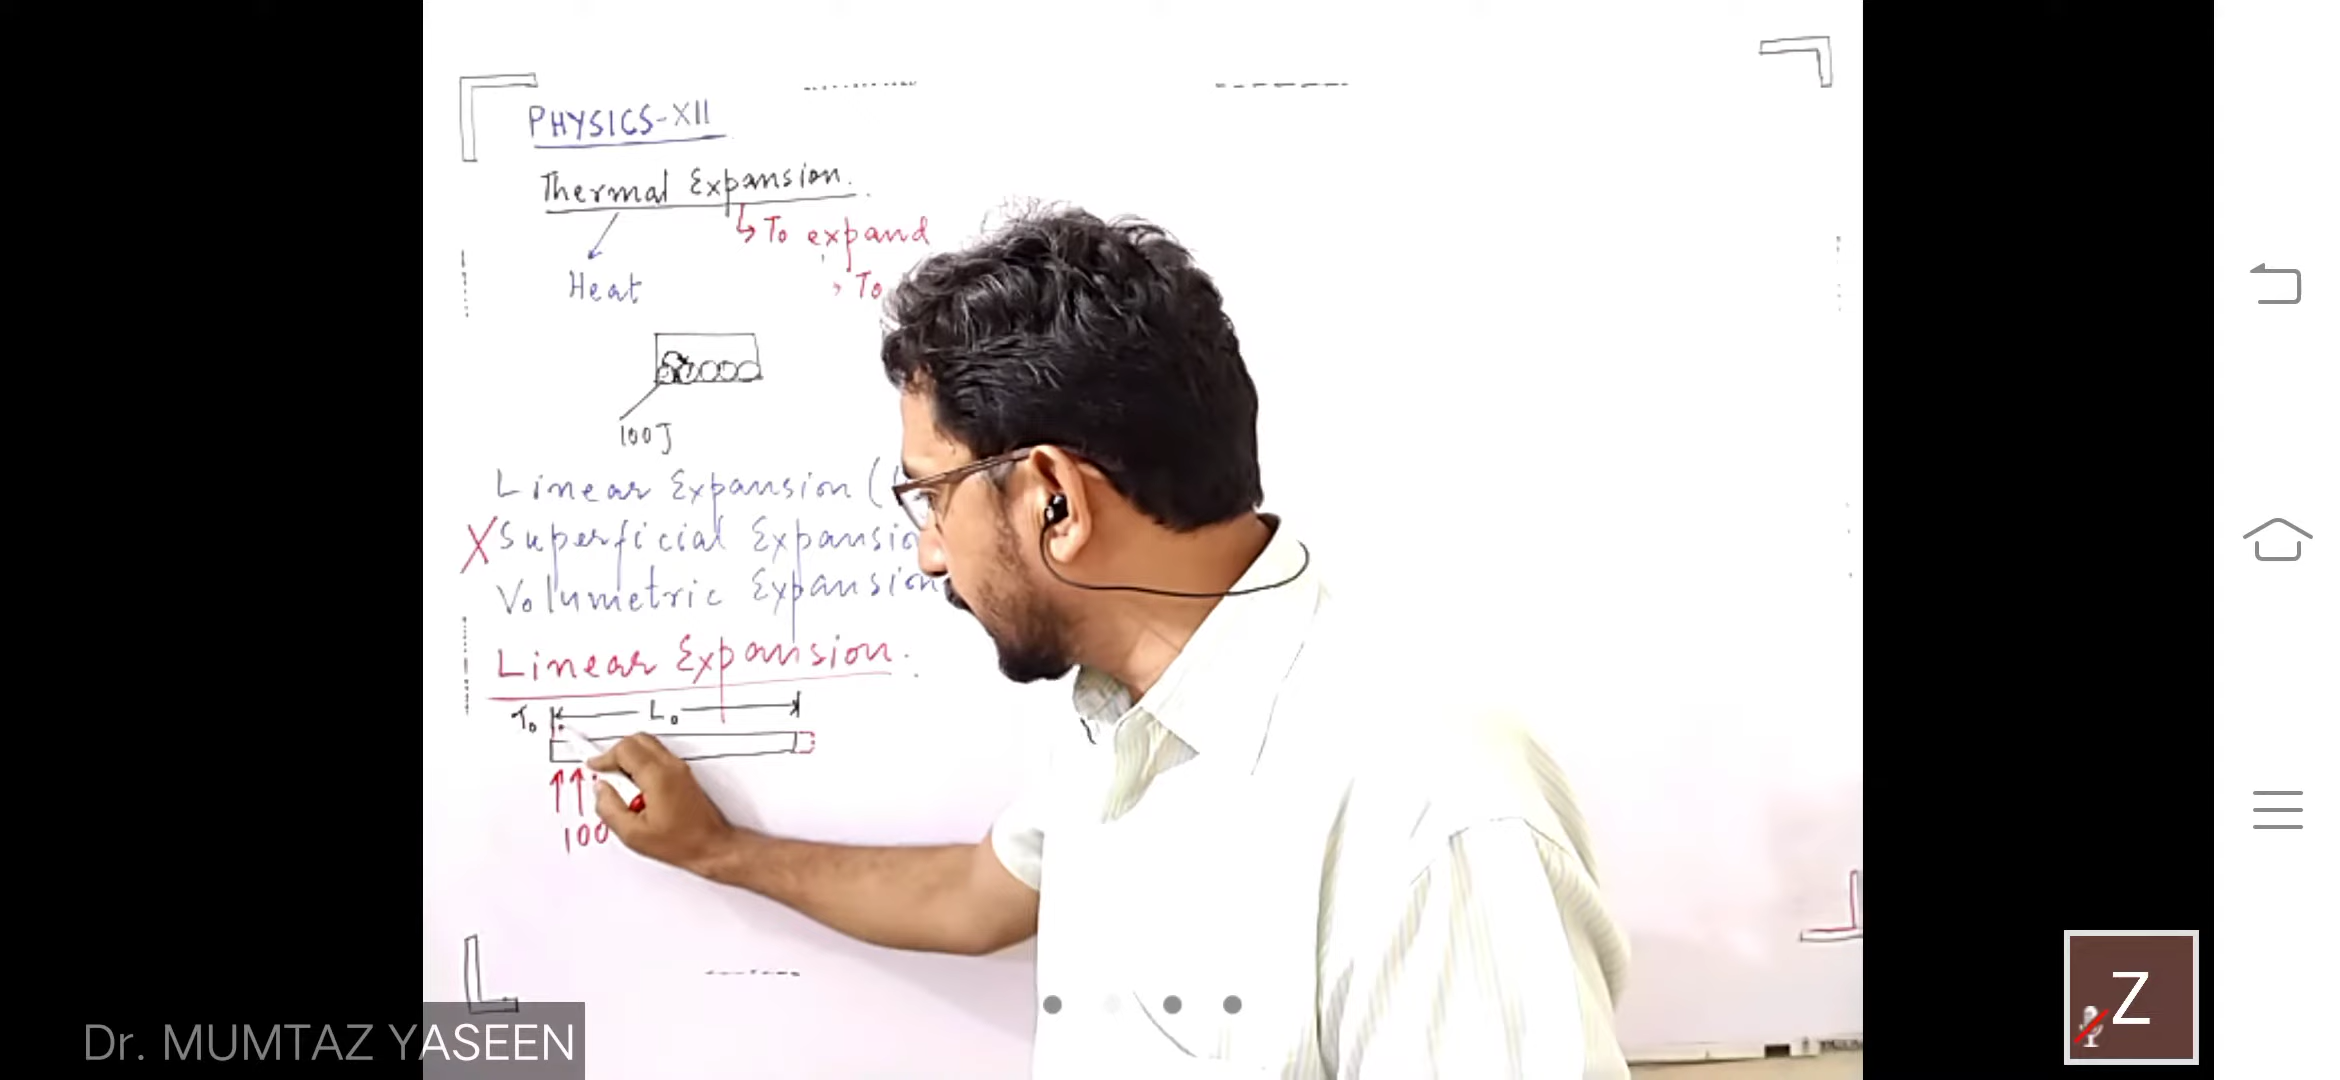 PHYSICS-XII
Thermal Expansion.
↳ To expand
Heat
To
100J
Linear Expansion (
X Superficial Expansio
Volumetric Expansion
Linear Expansion.
T₀ L₀
100
Dr. MUMTAZ YASEEN
Z